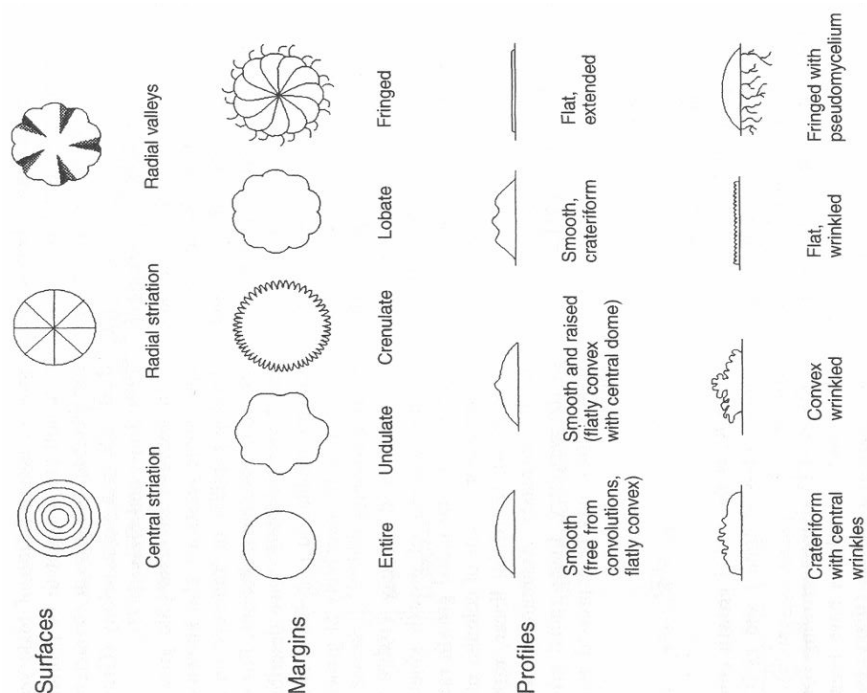 Surfaces
Central striation
Radial striation
Radial valleys
Margins
Entire
Undulate
Crenulate
Lobate
Fringed
Profiles
Smooth
(free from
convolutions,
flatly convex)
Smooth and raised
(flatly convex
with central dome)
Smooth,
crateriform
Flat,
extended
Crateriform
with central
wrinkles
Convex
wrinkled
Flat,
wrinkled
Fringed with
pseudomycelium